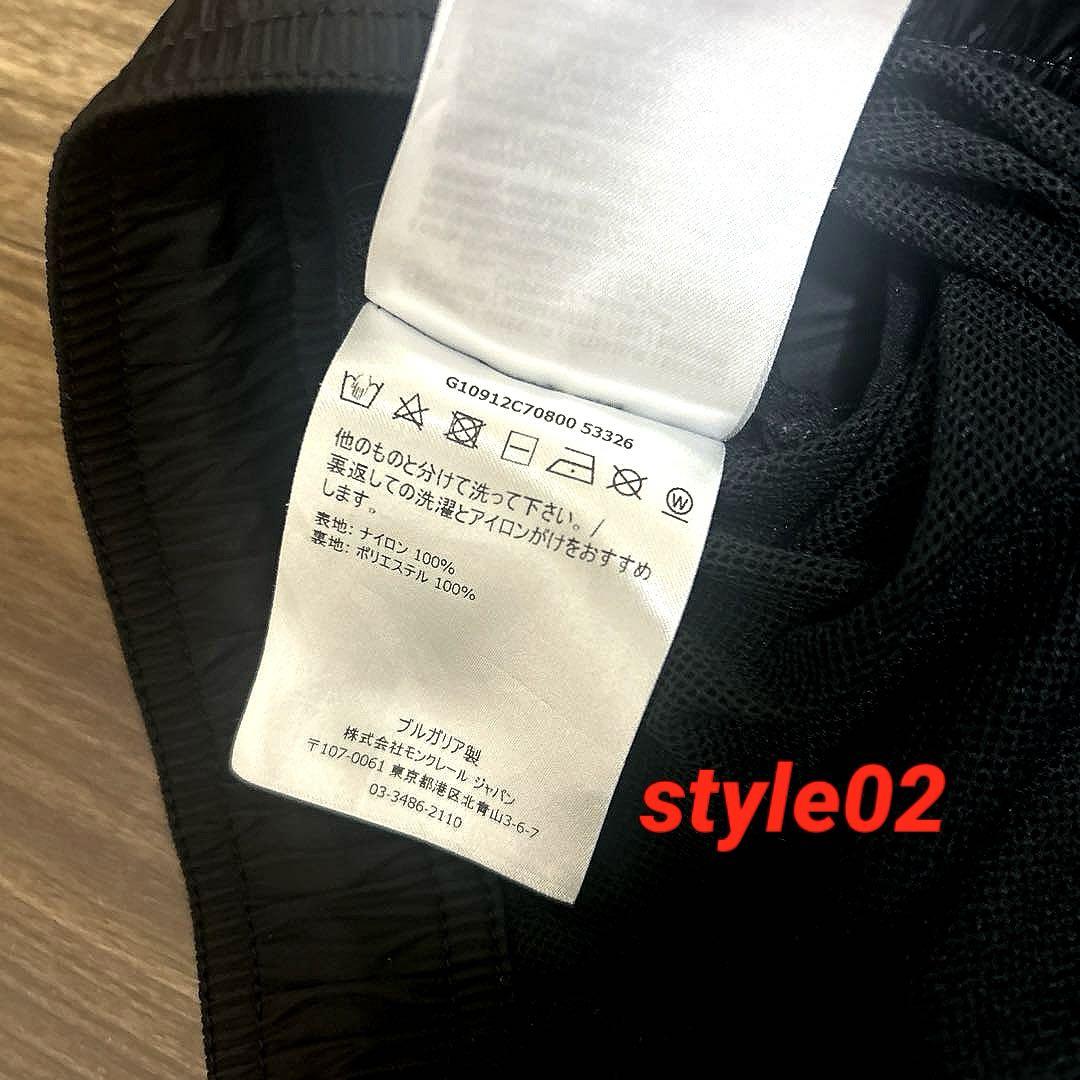 G10912C70800 53326
W
他のものと分けて洗って下さい。/
裏返しての洗濯とアイロンがけをおすすめ
します。
表地: ナイロン 100%
裏地: ポリエステル 100%
ブルガリア製
株式会社モンクレール ジャパン
〒107-0061 東京都港区北青山3-6-7
03-3486-2110
style02